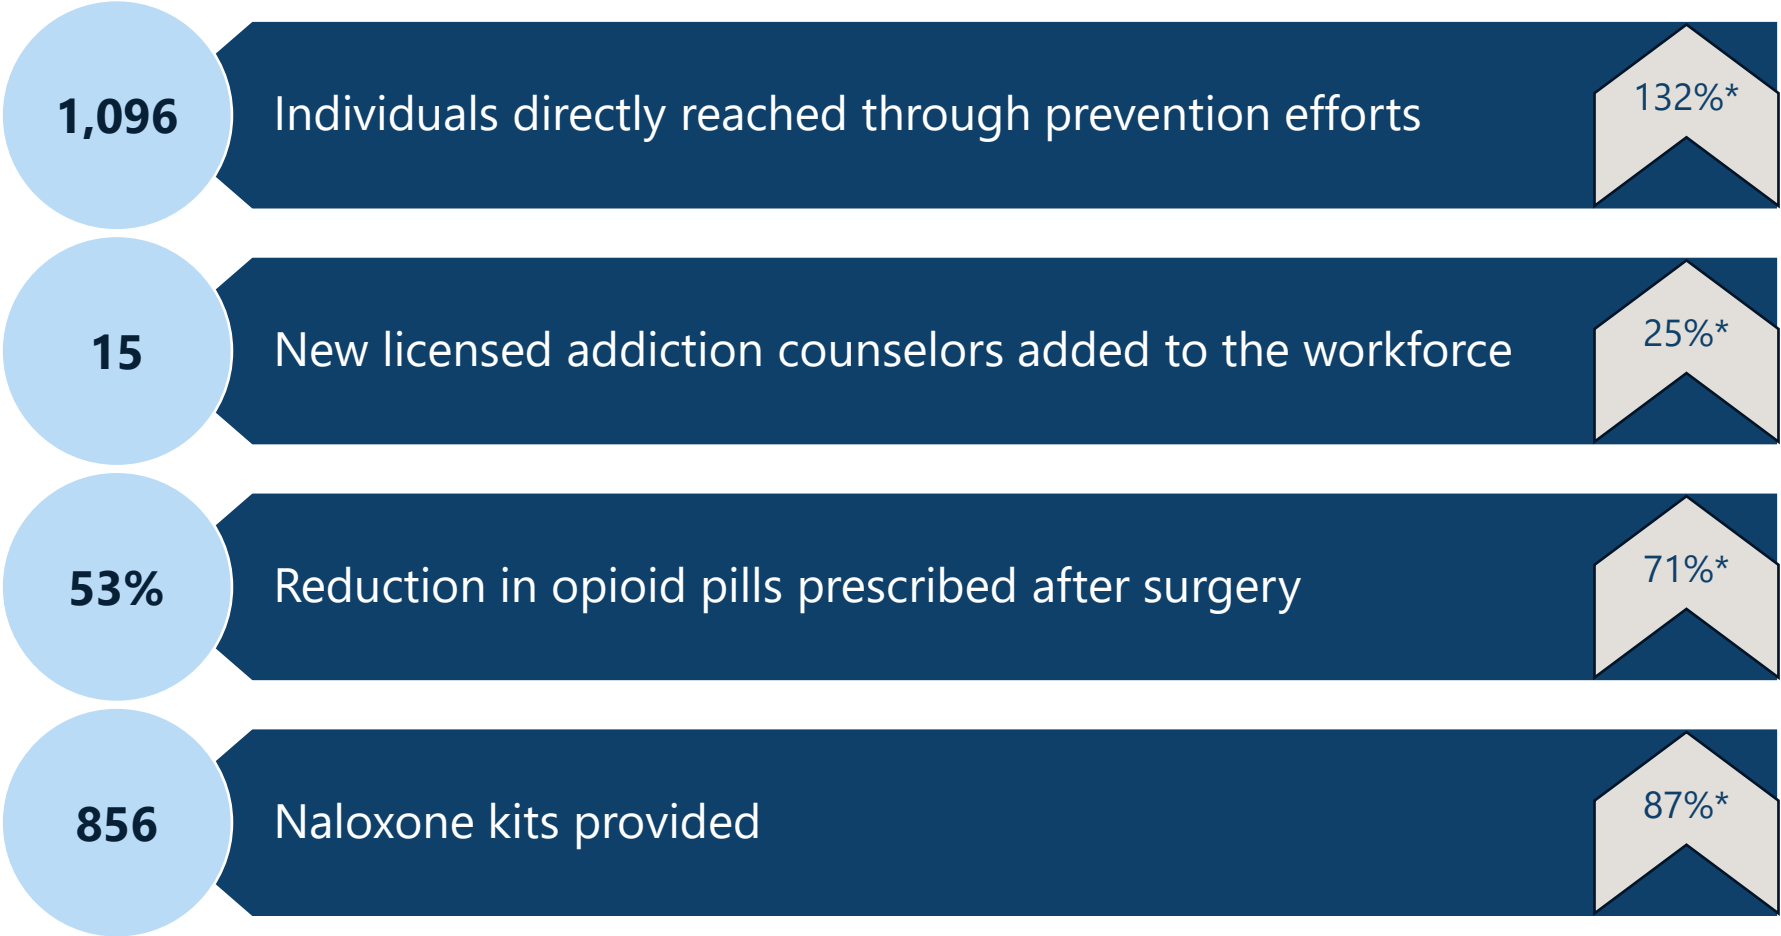 1,096
Individuals directly reached through prevention efforts
132%*
15
New licensed addiction counselors added to the workforce
25%*
53%
Reduction in opioid pills prescribed after surgery
71%*
856
Naloxone kits provided
87%*